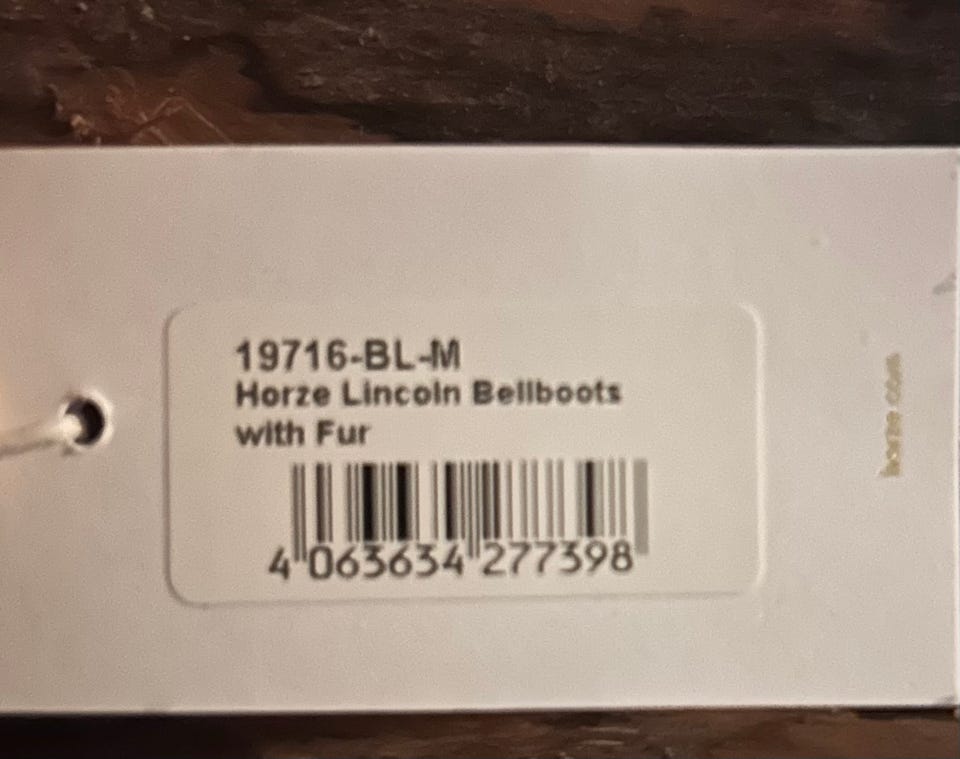 19716-BL-M
Horze Lincoln Bellboots
with Fur
4 063634 277398
horze.com